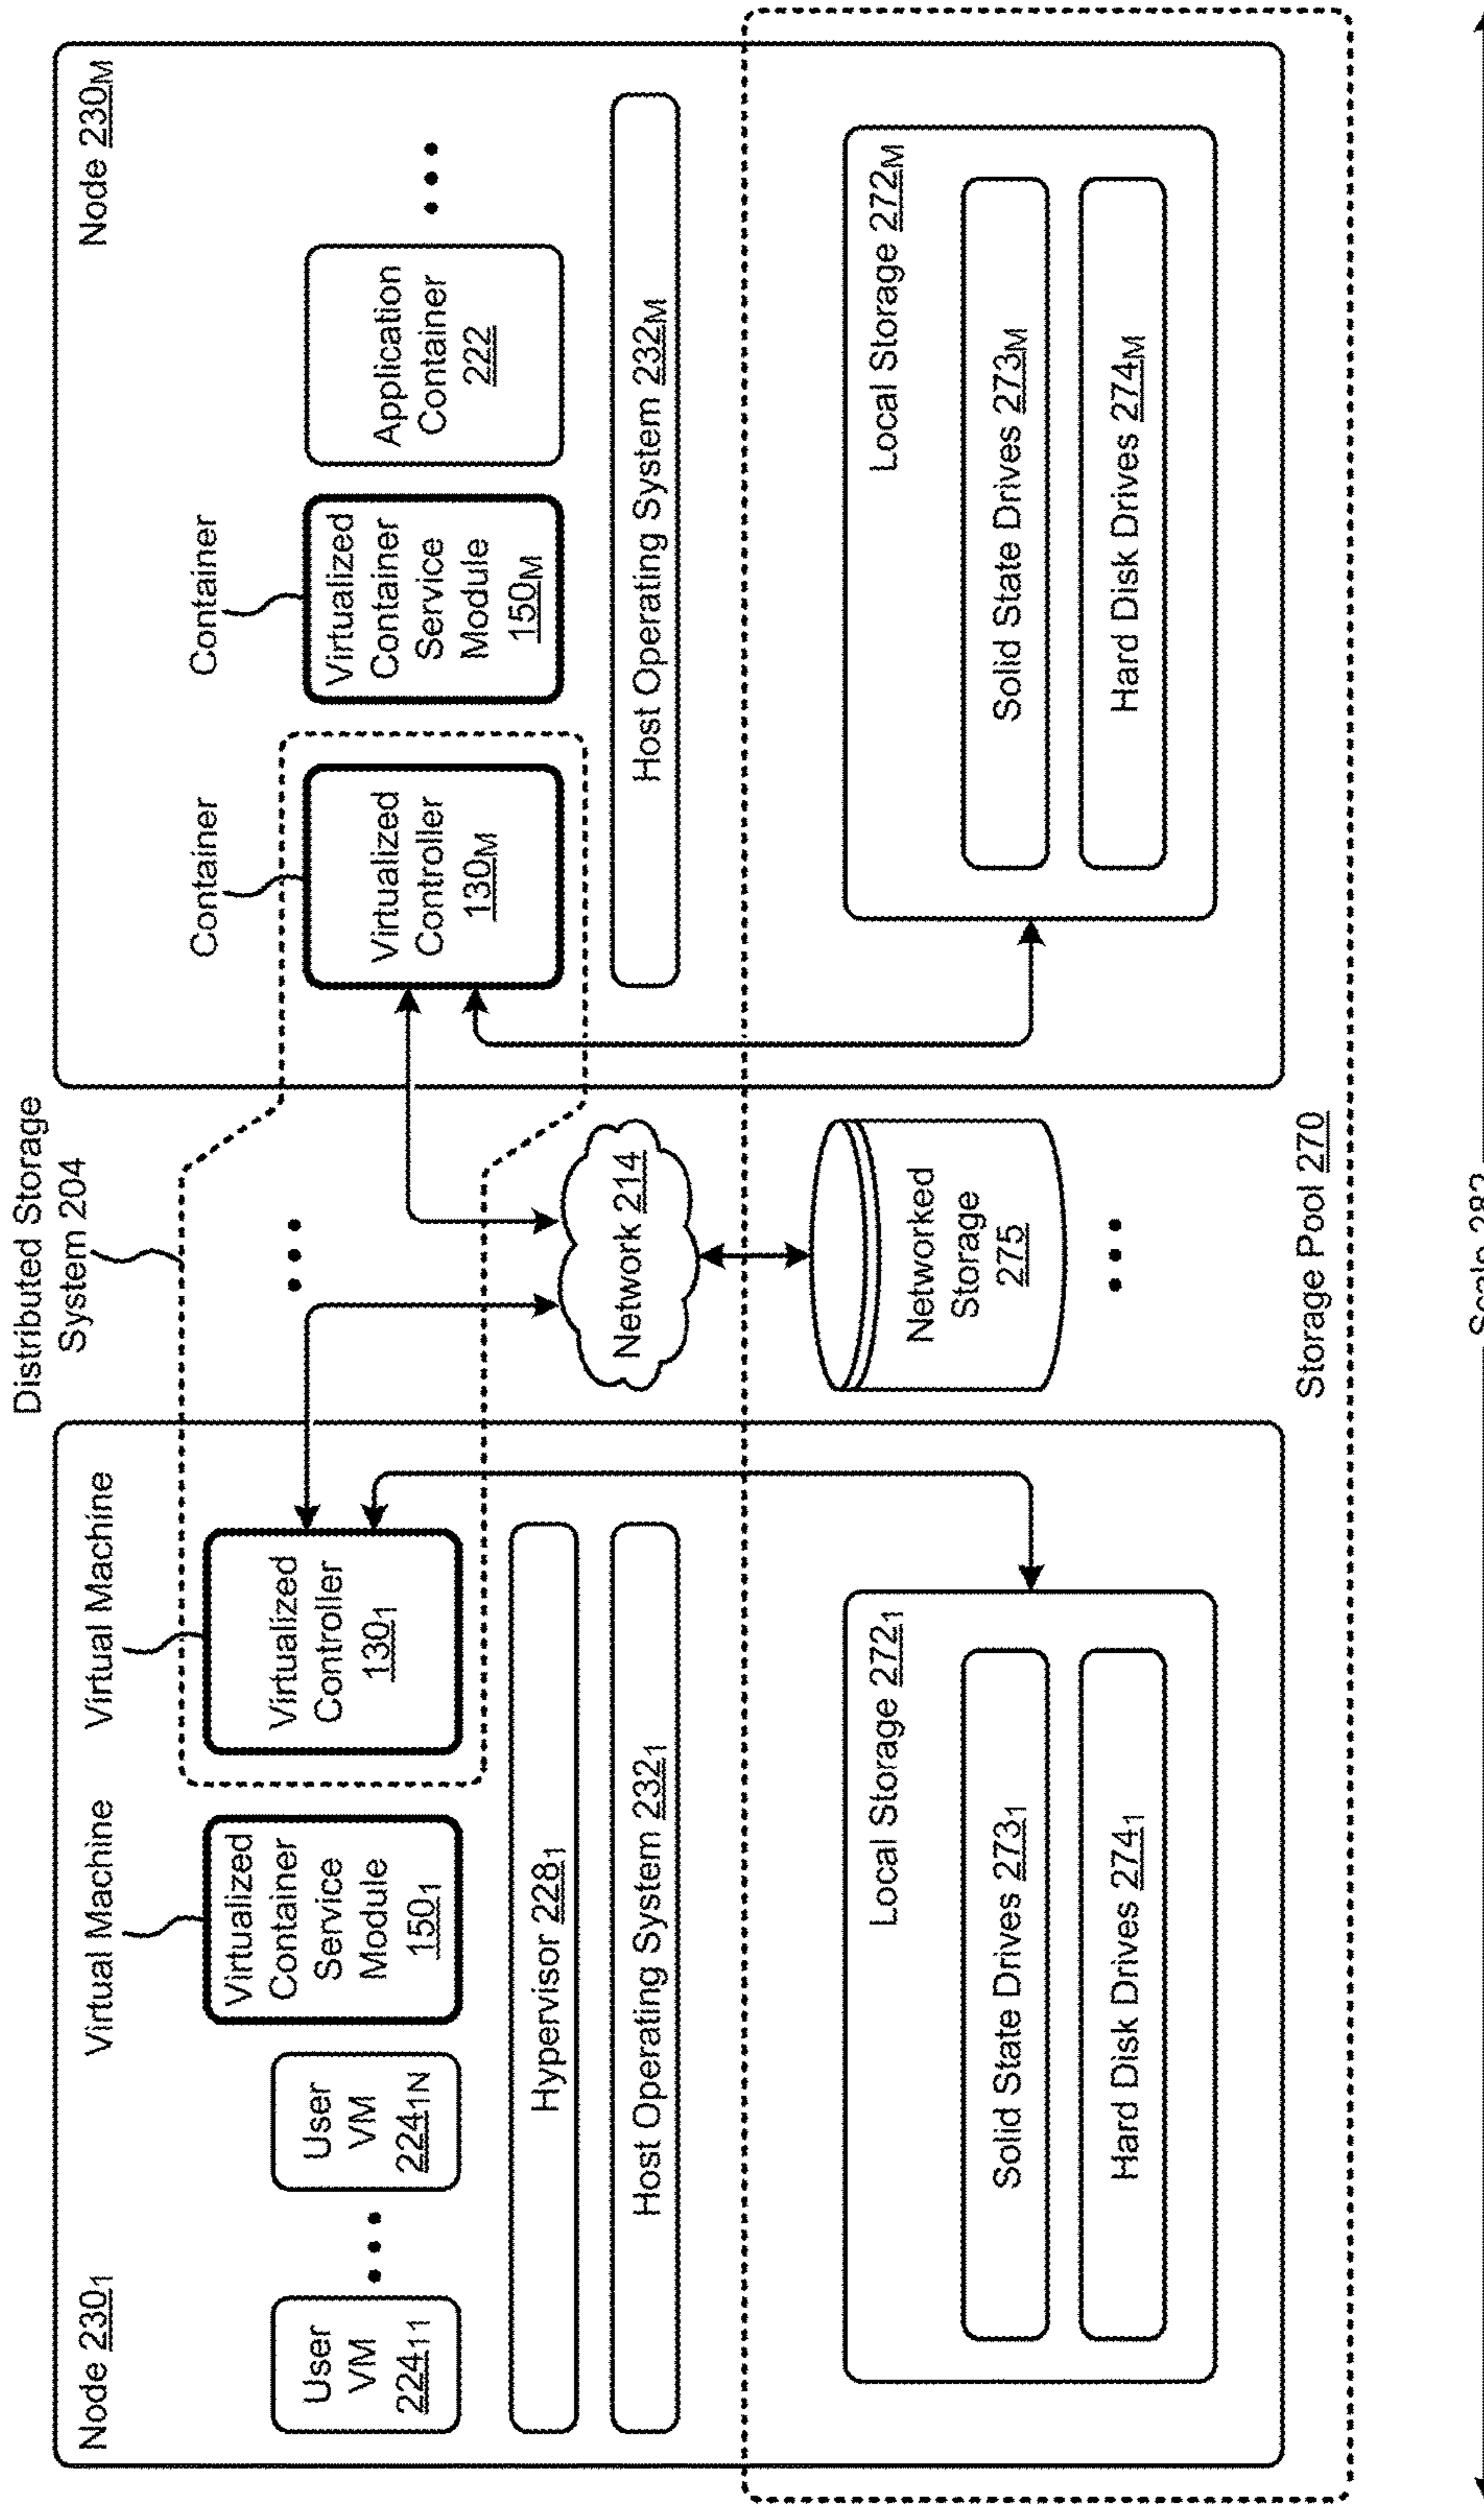 Distributed Storage
System 204
Node 230₁
Virtual Machine
Virtual Machine
User
VM
224₁₁
User
VM
224₁N
Virtualized
Container
Service
Module
150₁
Virtualized
Controller
130₁
Hypervisor 228₁
Host Operating System 232₁
Local Storage 272₁
Solid State Drives 273₁
Hard Disk Drives 274₁
Network 214
Networked
Storage
275
Node 230M
Container
Container
Virtualized
Controller
130M
Virtualized
Container
Service
Module
150M
Application
Container
222
Host Operating System 232M
Local Storage 272M
Solid State Drives 273M
Hard Disk Drives 274M
Storage Pool 270